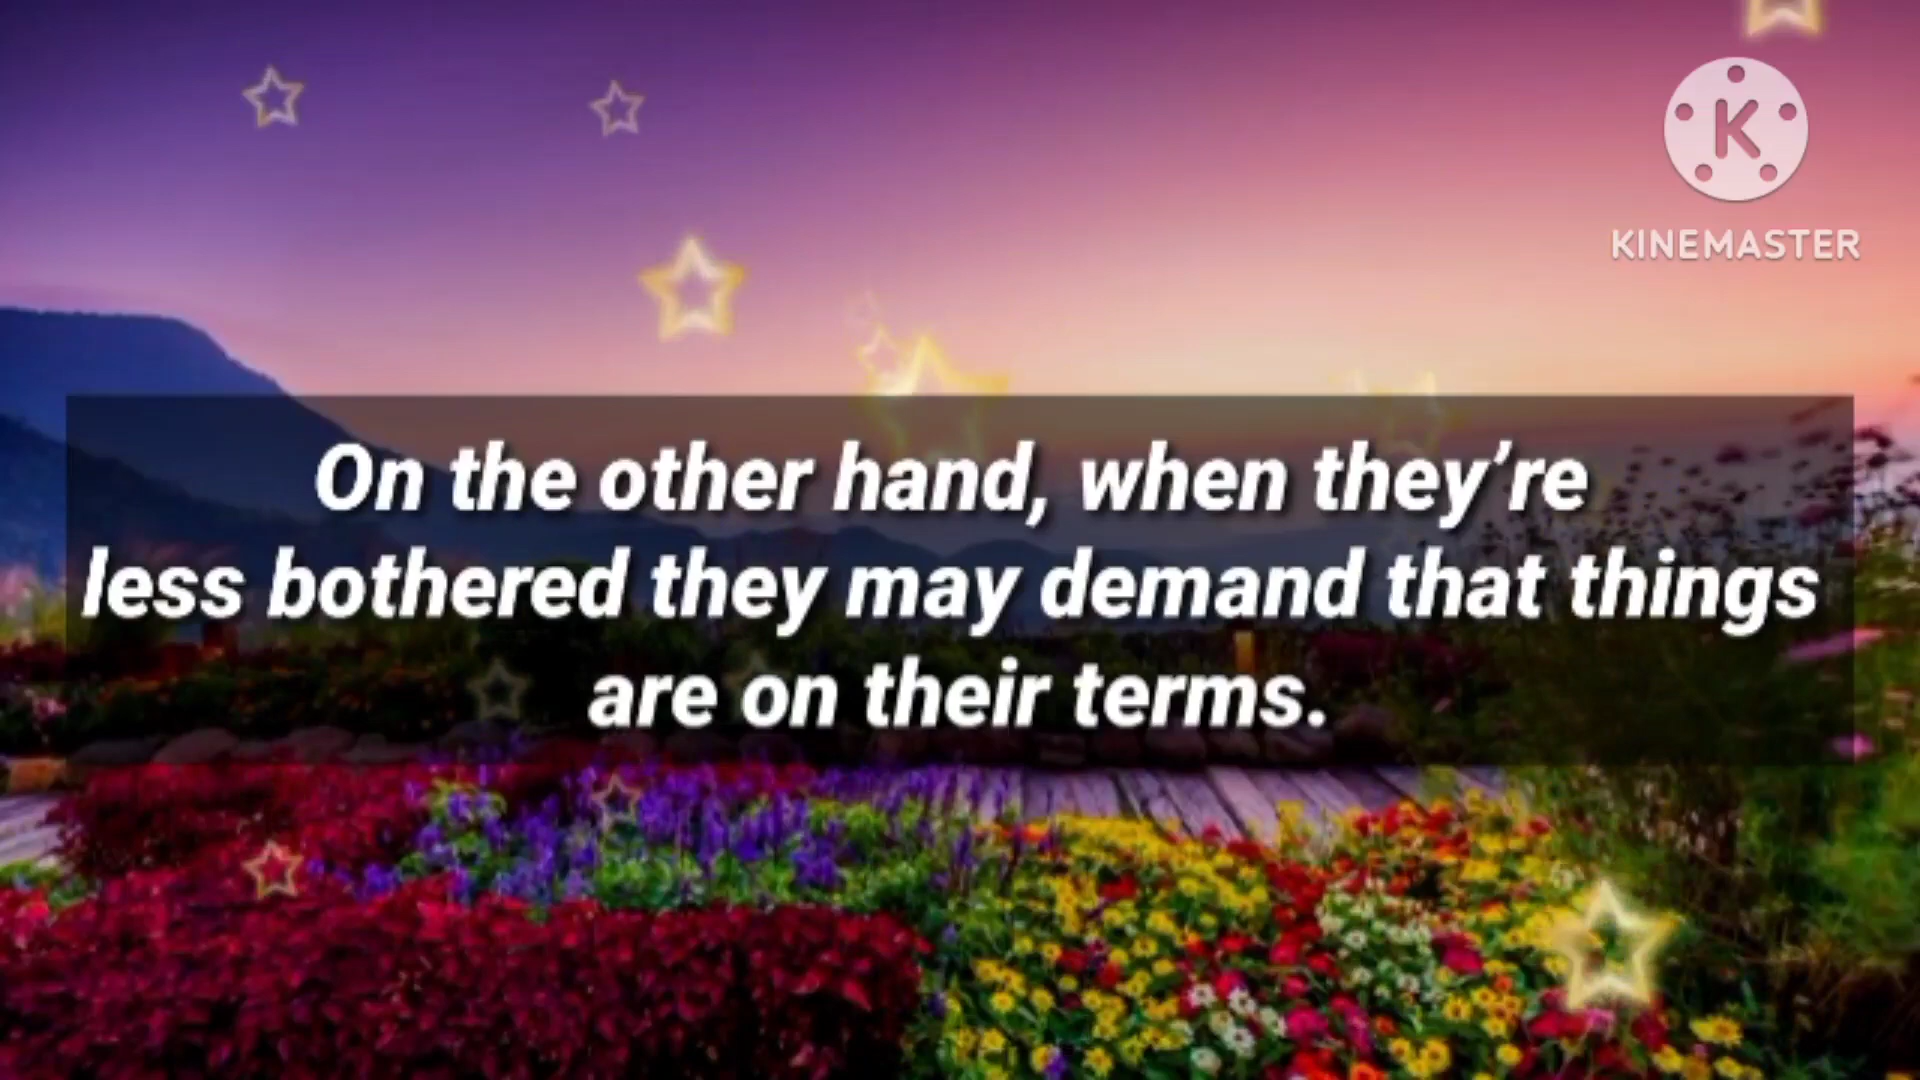 K
KINEMASTER
On the other hand, when they’re
less bothered they may demand that things
are on their terms.